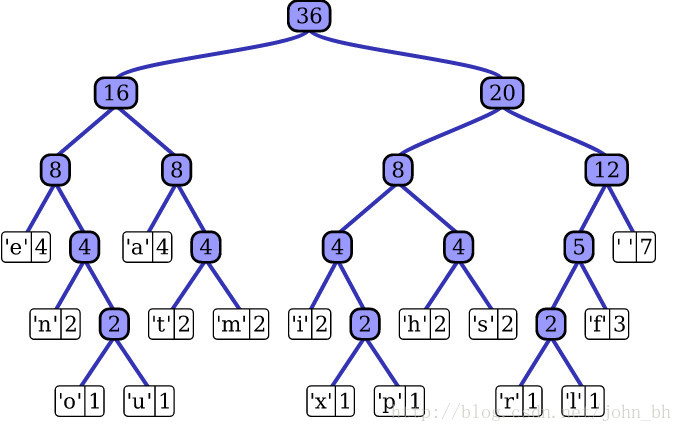 36
16 20
8 8 8 12
'e' 4 4 'a' 4 4 4 4 5 ' ' 7
'n' 2 2 't' 2 'm' 2 'i' 2 2 'h' 2 's' 2 2 'f' 3
'o' 1 'u' 1 'x' 1 'p' 1 'r' 1 'l' 1
http://blog.csdn.net/john_bh